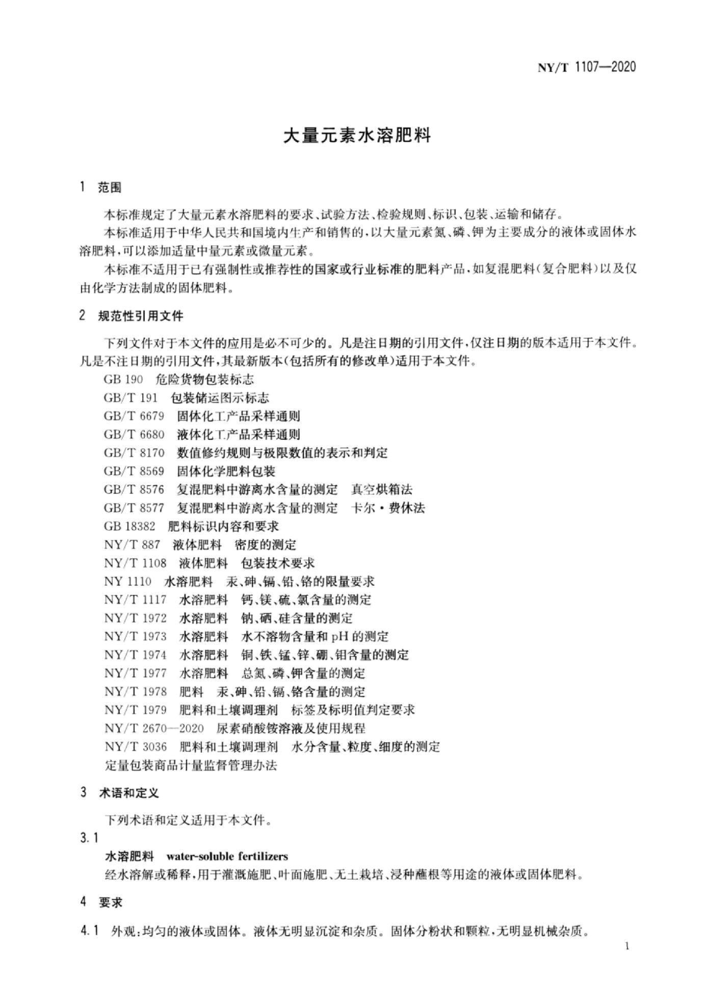 NY/T 1107—2020
大量元素水溶肥料
1 范围
本标准规定了大量元素水溶肥料的要求、试验方法、检验规则、标识、包装、运输和储存。
本标准适用于中华人民共和国境内生产和销售的,以大量元素氮、磷、钾为主要成分的液体或固体水
溶肥料,可以添加适量中量元素或微量元素。
本标准不适用于已有强制性或推荐性的国家或行业标准的肥料产品,如复混肥料(复合肥料)以及仅
由化学方法制成的固体肥料。
2 规范性引用文件
下列文件对于本文件的应用是必不可少的。凡是注日期的引用文件,仅注日期的版本适用于本文件。
凡是不注日期的引用文件,其最新版本(包括所有的修改单)适用于本文件。
GB 190 危险货物包装标志
GB/T 191 包装储运图示标志
GB/T 6679 固体化工产品采样通则
GB/T 6680 液体化工产品采样通则
GB/T 8170 数值修约规则与极限数值的表示和判定
GB/T 8569 固体化学肥料包装
GB/T 8576 复混肥料中游离水含量的测定 真空烘箱法
GB/T 8577 复混肥料中游离水含量的测定 卡尔·费休法
GB 18382 肥料标识内容和要求
NY/T 887 液体肥料 密度的测定
NY/T 1108 液体肥料 包装技术要求
NY 1110 水溶肥料 汞、砷、镉、铅、铬的限量要求
NY/T 1117 水溶肥料 钙、镁、硫、氯含量的测定
NY/T 1972 水溶肥料 钠、硒、硅含量的测定
NY/T 1973 水溶肥料 水不溶物含量和 pH 的测定
NY/T 1974 水溶肥料 铜、铁、锰、锌、硼、钼含量的测定
NY/T 1977 水溶肥料 总氮、磷、钾含量的测定
NY/T 1978 肥料 汞、砷、铅、镉、铬含量的测定
NY/T 1979 肥料和土壤调理剂 标签及标明值判定要求
NY/T 2670—2020 尿素硝酸铵溶液及使用规程
NY/T 3036 肥料和土壤调理剂 水分含量、粒度、细度的测定
定量包装商品计量监督管理办法
3 术语和定义
下列术语和定义适用于本文件。
3.1
水溶肥料 water-soluble fertilizers
经水溶解或稀释,用于灌溉施肥、叶面施肥、无土栽培、浸种蘸根等用途的液体或固体肥料。
4 要求
4.1 外观:均匀的液体或固体。液体无明显沉淀和杂质。固体分粉状和颗粒,无明显机械杂质。
1